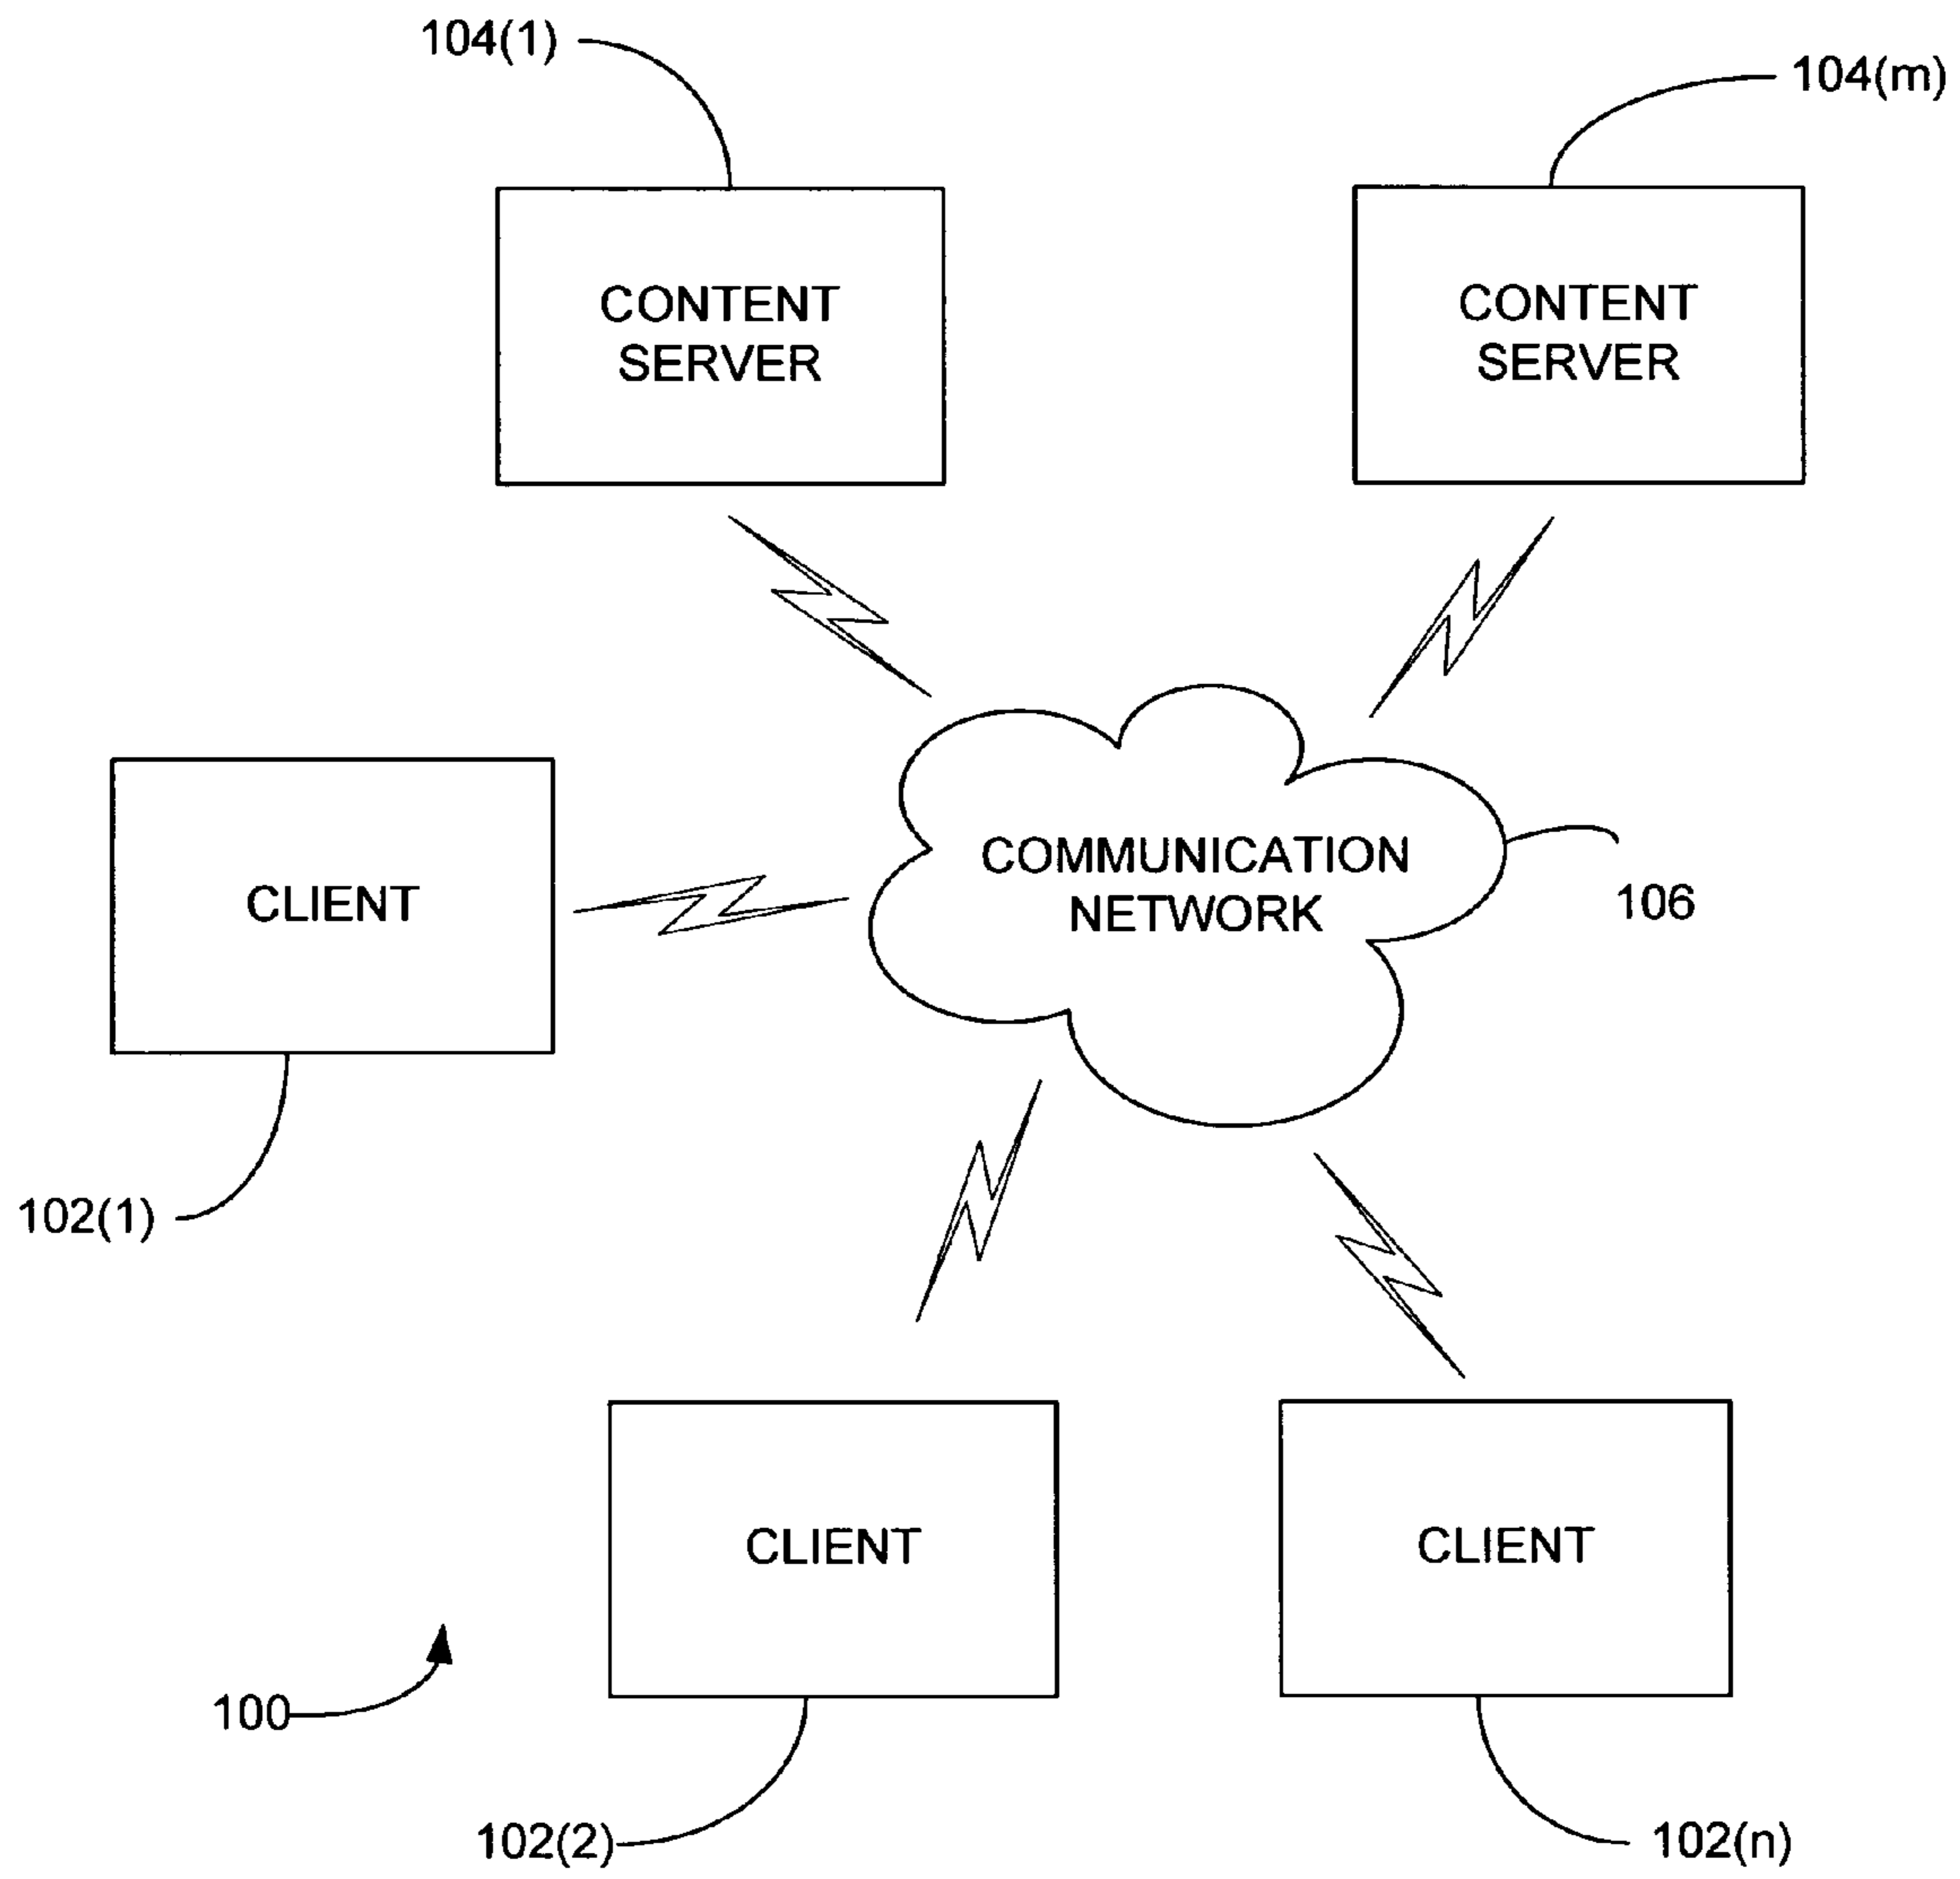 104(1)
104(m)
CONTENT
SERVER
CONTENT
SERVER
COMMUNICATION
NETWORK
106
CLIENT
102(1)
CLIENT
CLIENT
100
102(2)
102(n)